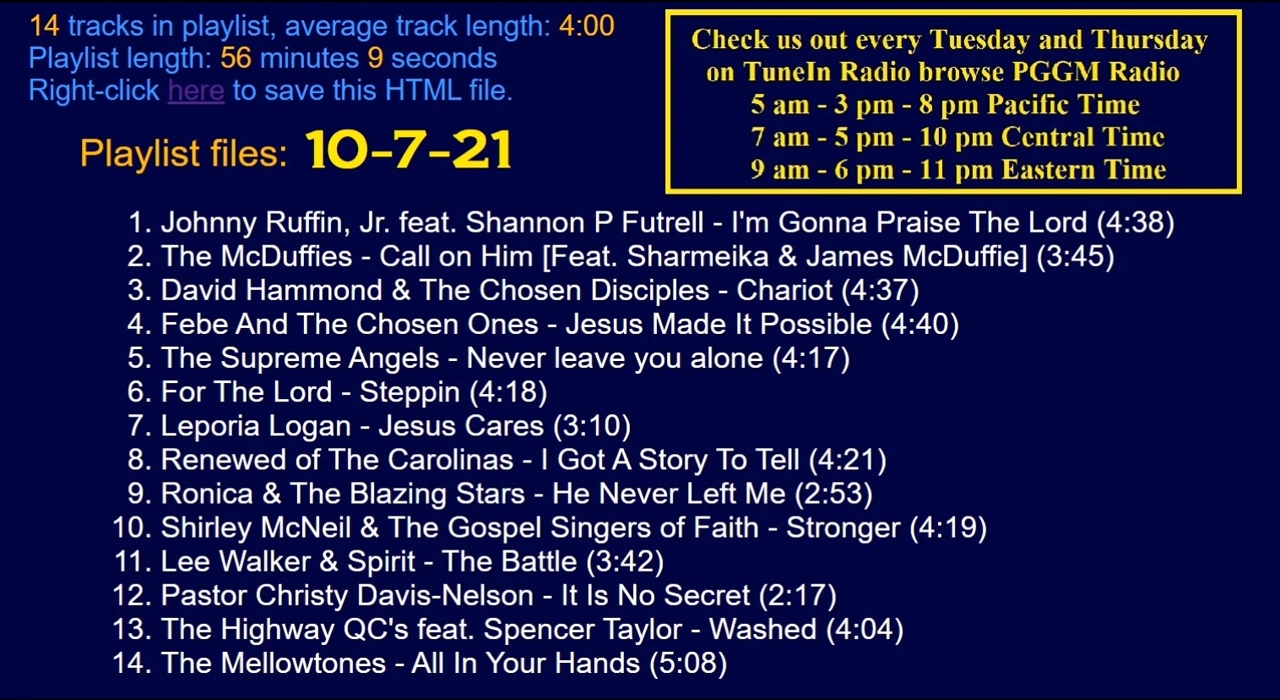 14 tracks in playlist, average track length: 4:00
Playlist length: 56 minutes 9 seconds
Right-click here to save this HTML file.
Playlist files: 10-7-21
Check us out every Tuesday and Thursday
on TuneIn Radio browse PGGM Radio
5 am - 3 pm - 8 pm Pacific Time
7 am - 5 pm - 10 pm Central Time
9 am - 6 pm - 11 pm Eastern Time
1. Johnny Ruffin, Jr. feat. Shannon P Futrell - I'm Gonna Praise The Lord (4:38)
2. The McDuffies - Call on Him [Feat. Sharmeika & James McDuffie] (3:45)
3. David Hammond & The Chosen Disciples - Chariot (4:37)
4. Febe And The Chosen Ones - Jesus Made It Possible (4:40)
5. The Supreme Angels - Never leave you alone (4:17)
6. For The Lord - Steppin (4:18)
7. Leporia Logan - Jesus Cares (3:10)
8. Renewed of The Carolinas - I Got A Story To Tell (4:21)
9. Ronica & The Blazing Stars - He Never Left Me (2:53)
10. Shirley McNeil & The Gospel Singers of Faith - Stronger (4:19)
11. Lee Walker & Spirit - The Battle (3:42)
12. Pastor Christy Davis-Nelson - It Is No Secret (2:17)
13. The Highway QC's feat. Spencer Taylor - Washed (4:04)
14. The Mellowtones - All In Your Hands (5:08)